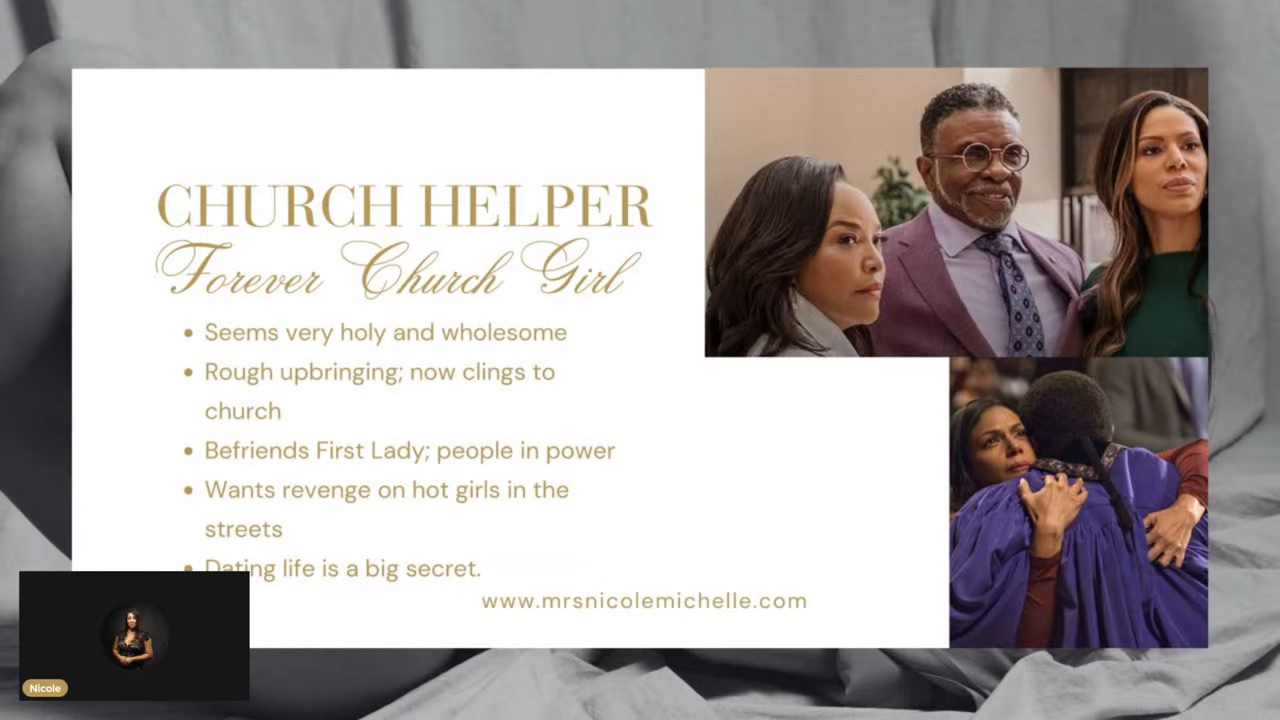 CHURCH HELPER
Forever Church Girl
• Seems very holy and wholesome
• Rough upbringing; now clings to
church
• Befriends First Lady; people in power
• Wants revenge on hot girls in the
streets
• Dating life is a big secret.
www.mrsnicolemichelle.com
Nicole